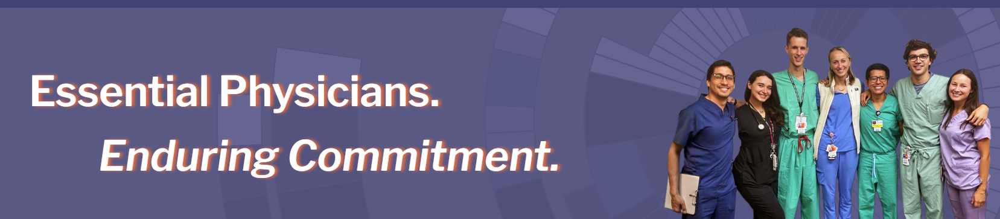 Essential Physicians.
Enduring Commitment.